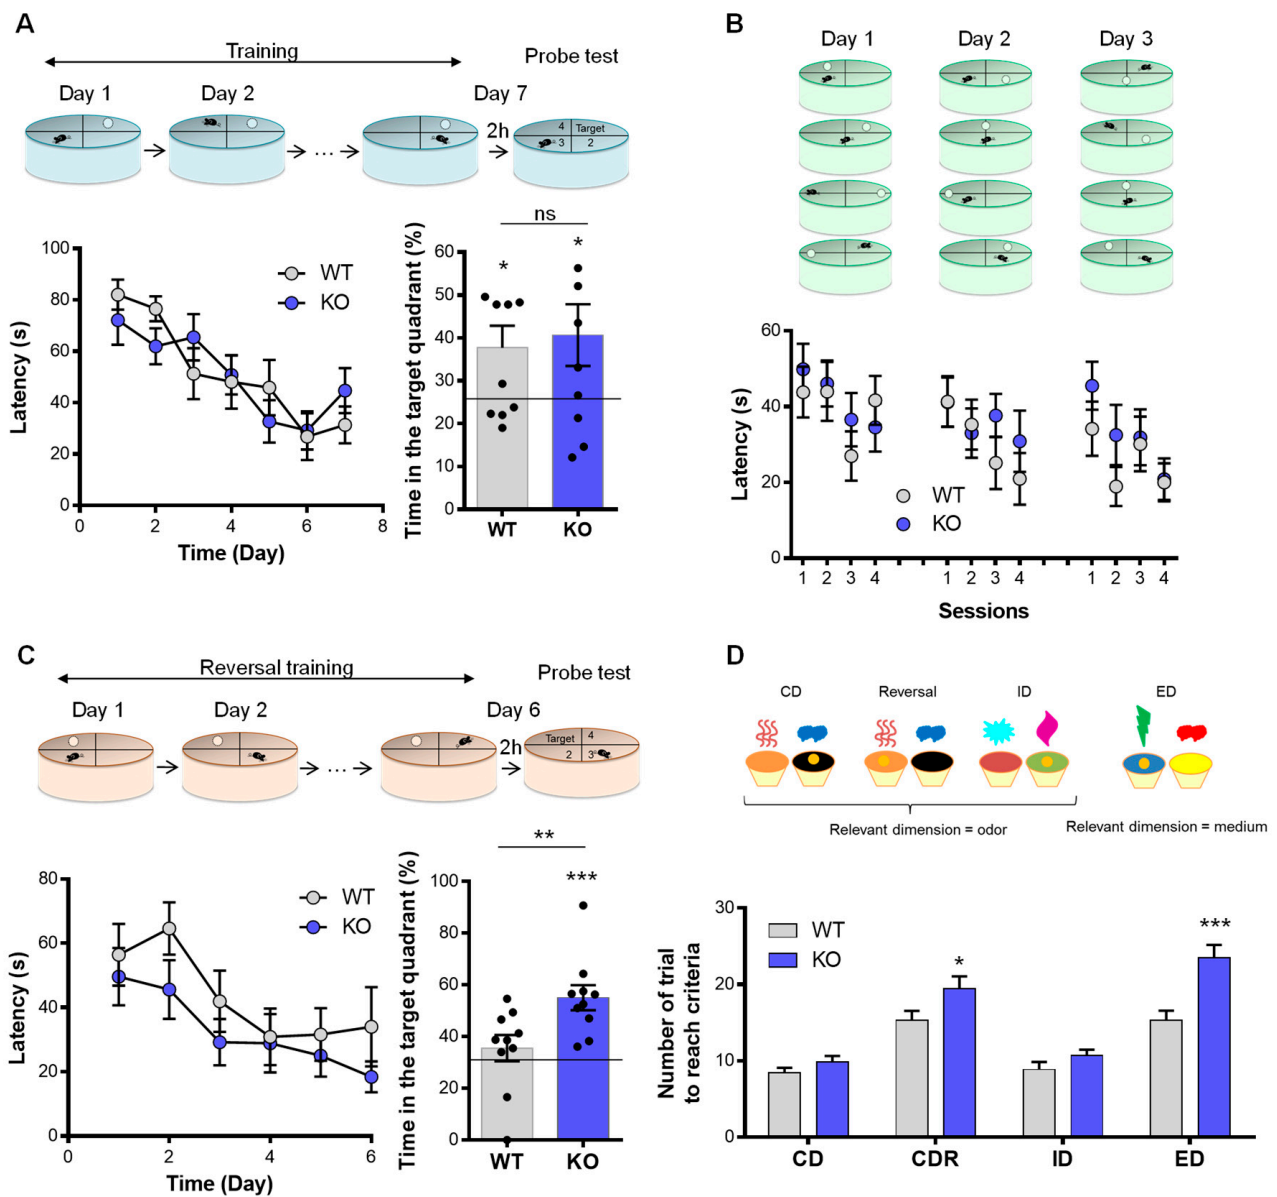 A
Training
Probe test
Day 1
Day 2
Day 7
2h
4
Target
3
2
...
100
80
60
40
20
0
Latency (s)
WT
KO
0
2
4
6
8
Time (Day)
ns
*
*
60
50
40
30
20
10
0
Time in the target quadrant (%)
WT
KO
B
Day 1
Day 2
Day 3
60
40
20
0
Latency (s)
WT
KO
1 2 3 4
1 2 3 4
1 2 3 4
Sessions
C
Reversal training
Probe test
Day 1
Day 2
Day 6
2h
Target
4
2
3
...
80
60
40
20
0
Latency (s)
WT
KO
0
2
4
6
Time (Day)
**
***
100
80
60
40
20
0
Time in the target quadrant (%)
WT
KO
D
CD
Reversal
ID
ED
Relevant dimension = odor
Relevant dimension = medium
30
20
10
0
Number of trial
to reach criteria
WT
KO
*
***
CD
CDR
ID
ED